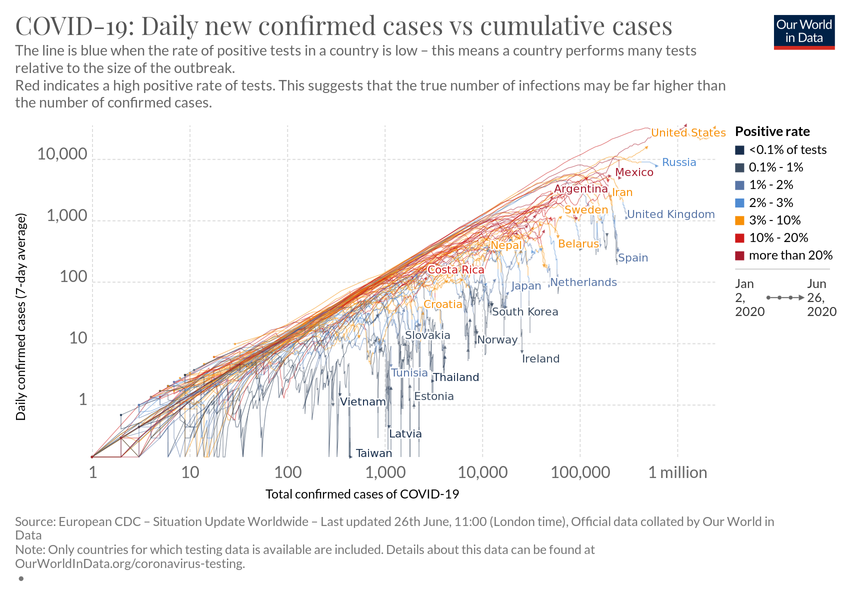 COVID-19: Daily new confirmed cases vs cumulative cases
Our World
in Data
The line is blue when the rate of positive tests in a country is low – this means a country performs many tests
relative to the size of the outbreak.
Red indicates a high positive rate of tests. This suggests that the true number of infections may be far higher than
the number of confirmed cases.
Daily confirmed cases (7-day average)
10,000
1,000
100
10
1
United States
Russia
Mexico
Argentina
Iran
Sweden
United Kingdom
Nepal
Belarus
Spain
Costa Rica
Japan
Netherlands
Croatia
South Korea
Slovakia
Norway
Ireland
Tunisia
Thailand
Estonia
Vietnam
Latvia
Taiwan
1
10
100
1,000
10,000
100,000
1 million
Total confirmed cases of COVID-19
Positive rate
<0.1% of tests
0.1% - 1%
1% - 2%
2% - 3%
3% - 10%
10% - 20%
more than 20%
Jan
2,
2020
Jun
26,
2020
Source: European CDC – Situation Update Worldwide – Last updated 26th June, 11:00 (London time), Official data collated by Our World in
Data
Note: Only countries for which testing data is available are included. Details about this data can be found at
OurWorldInData.org/coronavirus-testing.